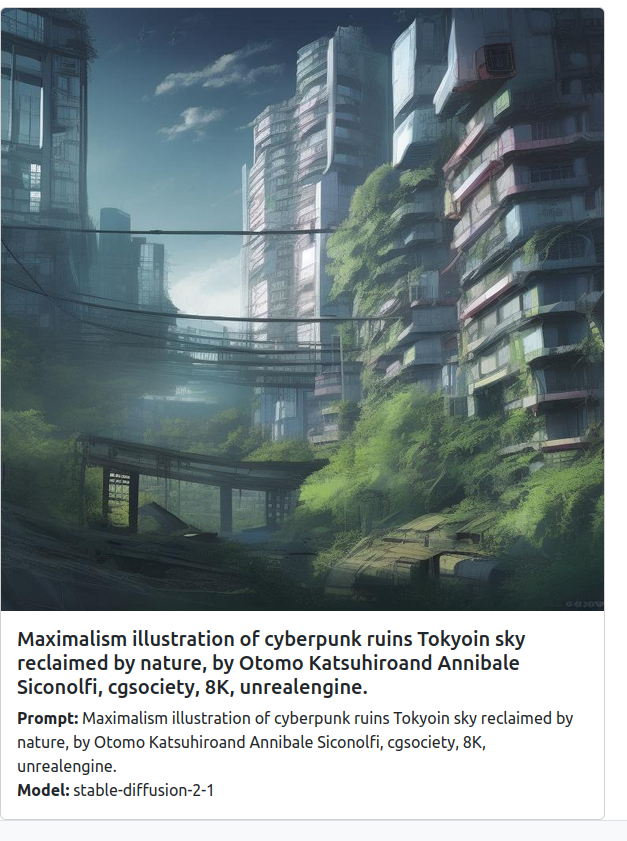 Maximalism illustration of cyberpunk ruins Tokyoin sky
reclaimed by nature, by Otomo Katsuhiroand Annibale
Siconolfi, cgsociety, 8K, unrealengine.
Prompt: Maximalism illustration of cyberpunk ruins Tokyoin sky reclaimed by
nature, by Otomo Katsuhiroand Annibale Siconolfi, cgsociety, 8K,
unrealengine.
Model: stable-diffusion-2-1